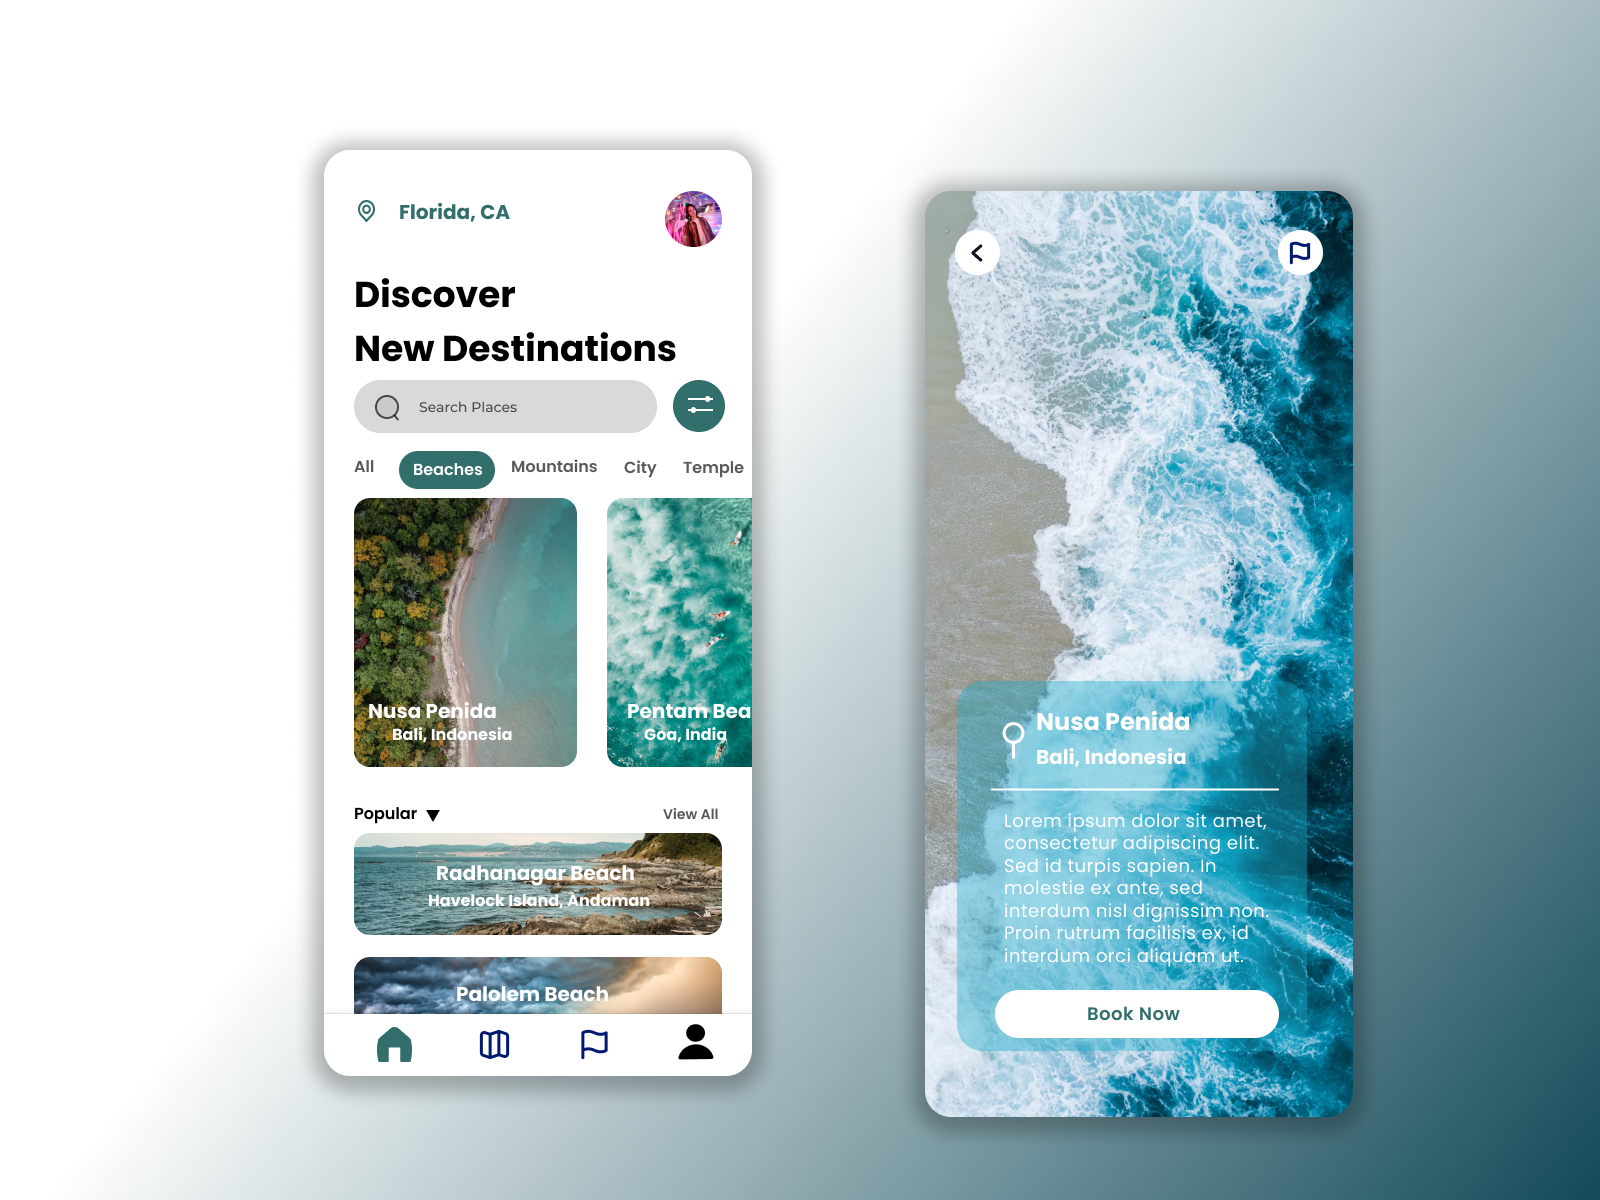 Florida, CA
Discover
New Destinations
Search Places
All Beaches Mountains City Temple
Nusa Penida
Bali, Indonesia
Pentam Bea
Goa, India
Popular
View All
Radhanagar Beach
Havelock Island, Andaman
Palolem Beach
Nusa Penida
Bali, Indonesia
Lorem ipsum dolor sit amet,
consectetur adipiscing elit.
Sed id turpis sapien. In
molestie ex ante, sed
interdum nisl dignissim non.
Proin rutrum facilisis ex, id
interdum orci aliquam ut.
Book Now